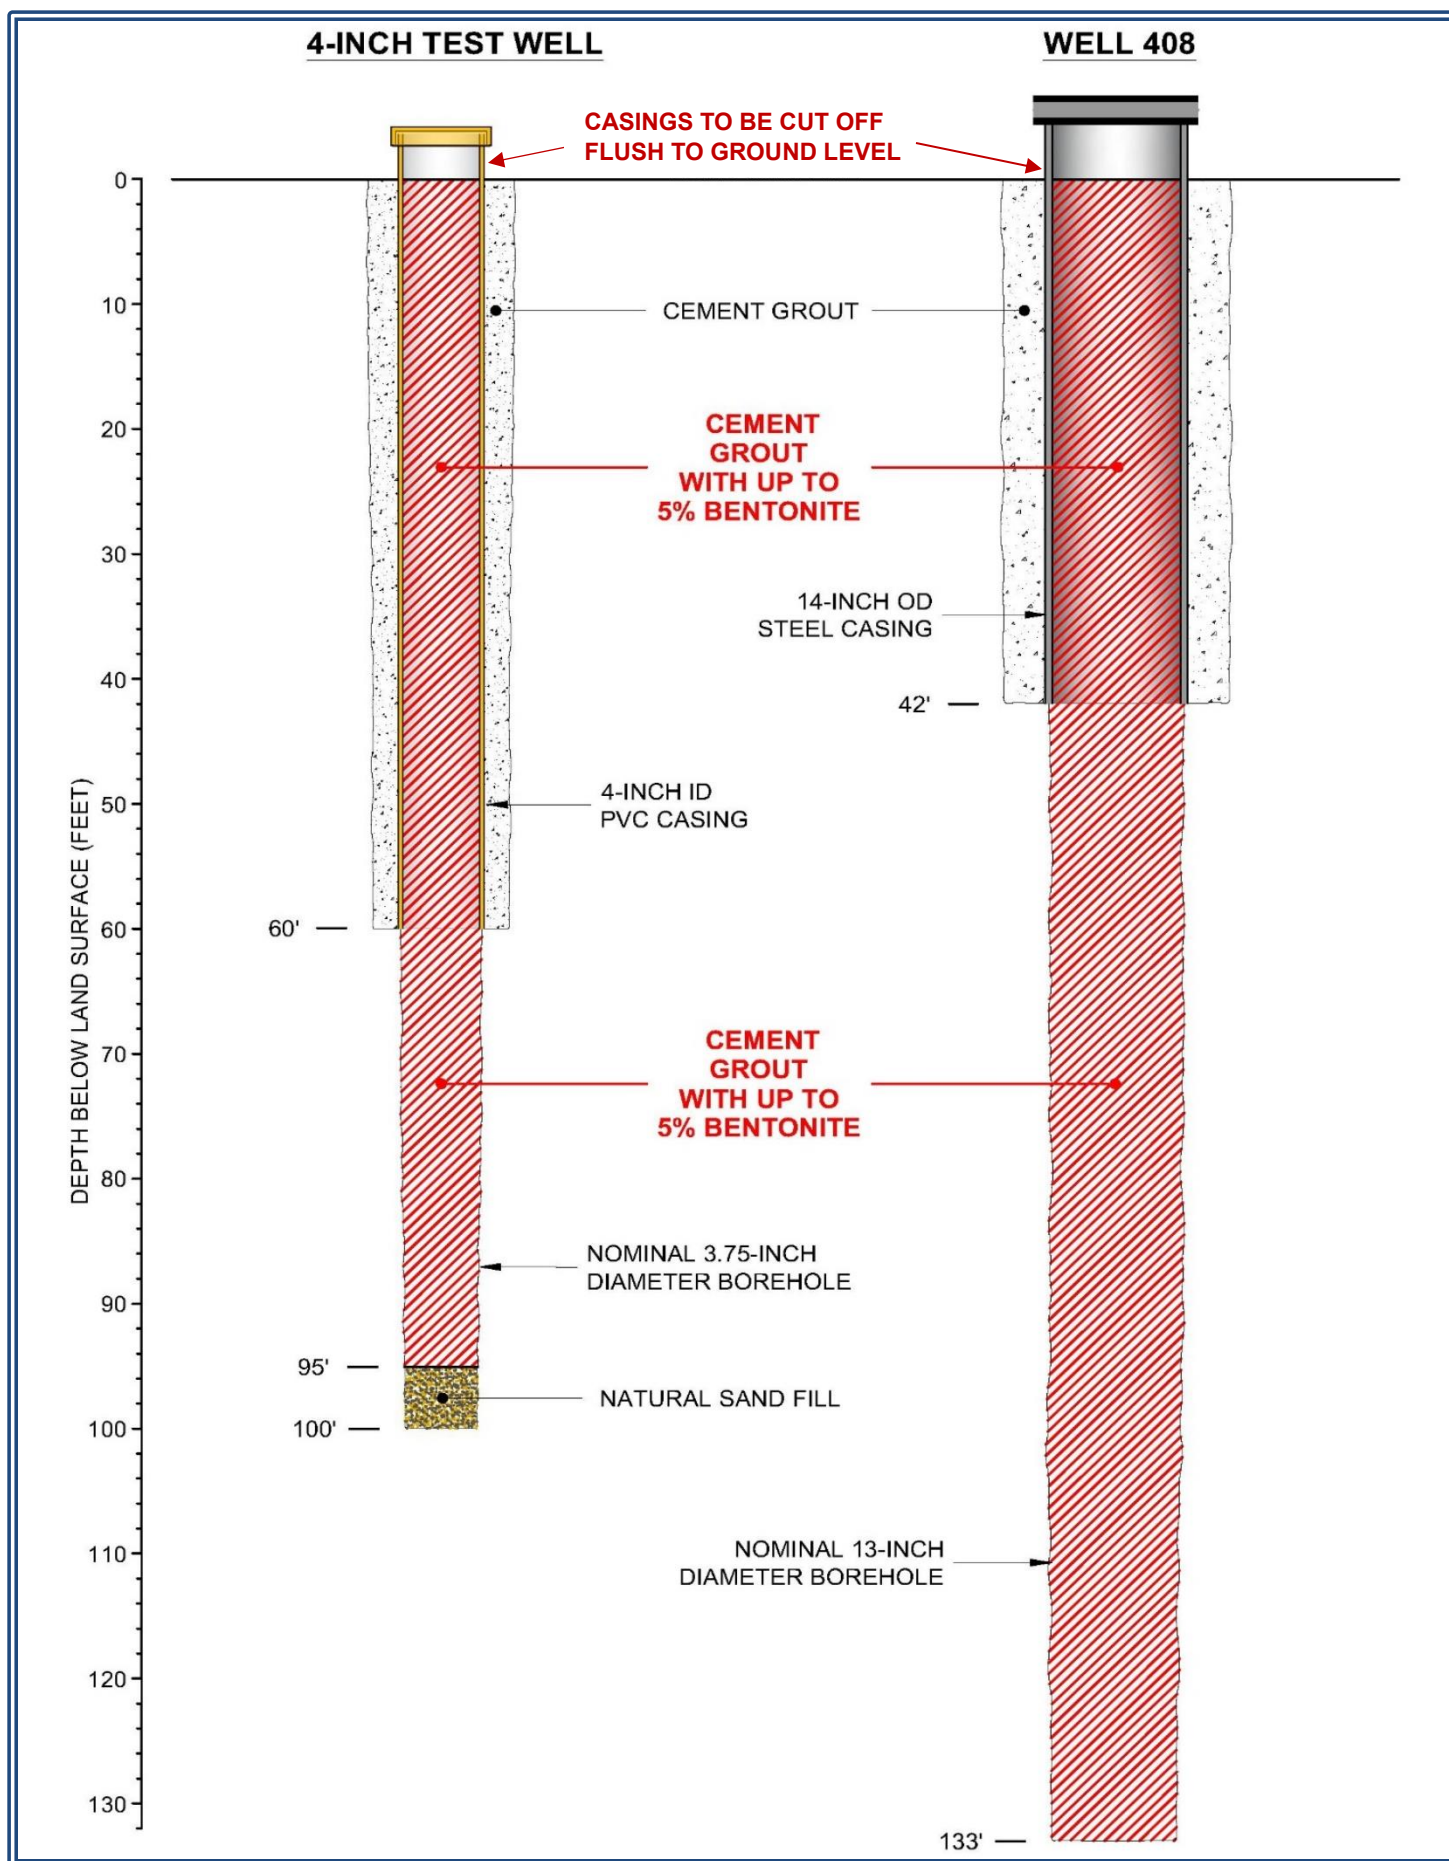 4-INCH TEST WELL
WELL 408
CASINGS TO BE CUT OFF
FLUSH TO GROUND LEVEL
0
10
20
30
40
50
60
70
80
90
100
110
120
130
DEPTH BELOW LAND SURFACE (FEET)
CEMENT GROUT
CEMENT
GROUT
WITH UP TO
5% BENTONITE
14-INCH OD
STEEL CASING
42'
4-INCH ID
PVC CASING
60'
CEMENT
GROUT
WITH UP TO
5% BENTONITE
NOMINAL 3.75-INCH
DIAMETER BOREHOLE
95'
NATURAL SAND FILL
100'
NOMINAL 13-INCH
DIAMETER BOREHOLE
133'